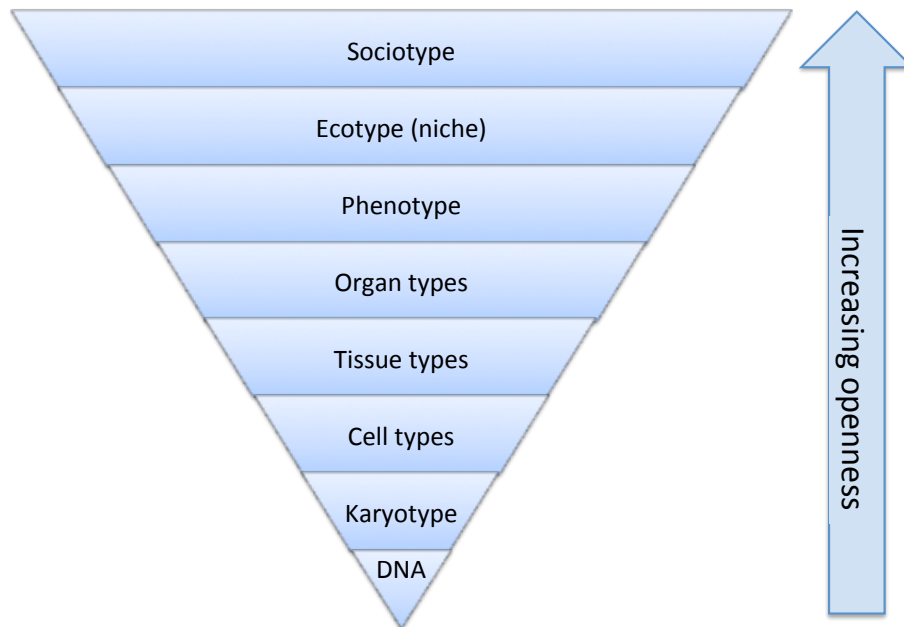 Sociotype
Ecotype (niche)
Phenotype
Organ types
Tissue types
Cell types
Karyotype
DNA
Increasing openness